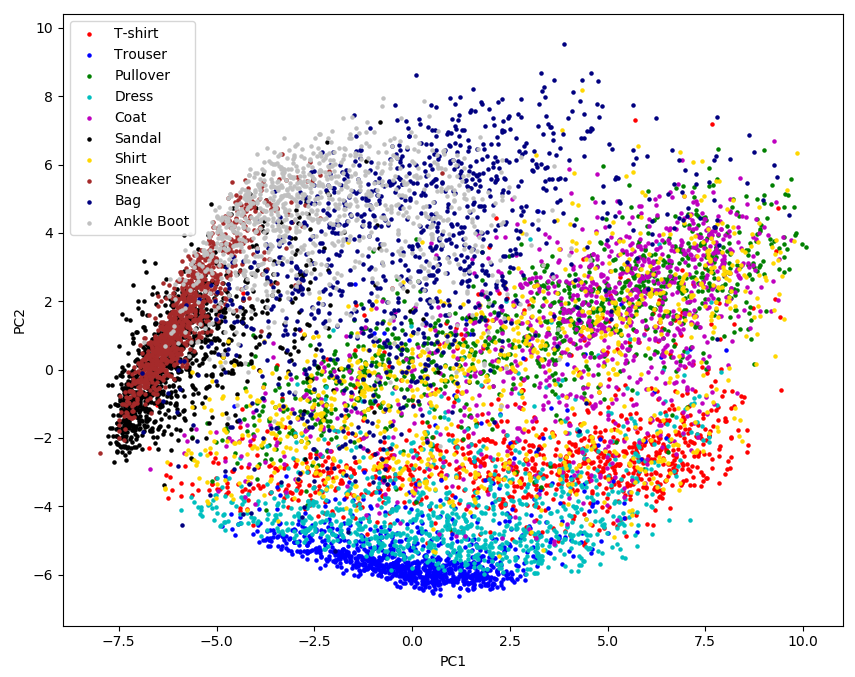 T-shirt
Trouser
Pullover
Dress
Coat
Sandal
Shirt
Sneaker
Bag
Ankle Boot
10
8
6
4
2
0
−2
−4
−6
PC2
−7.5
−5.0
−2.5
0.0
2.5
5.0
7.5
10.0
PC1